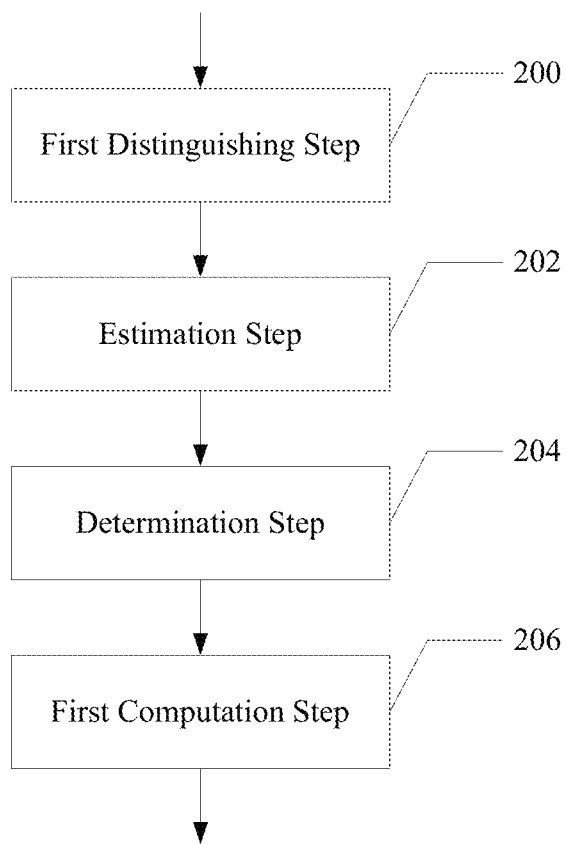 200
First Distinguishing Step
202
Estimation Step
204
Determination Step
206
First Computation Step